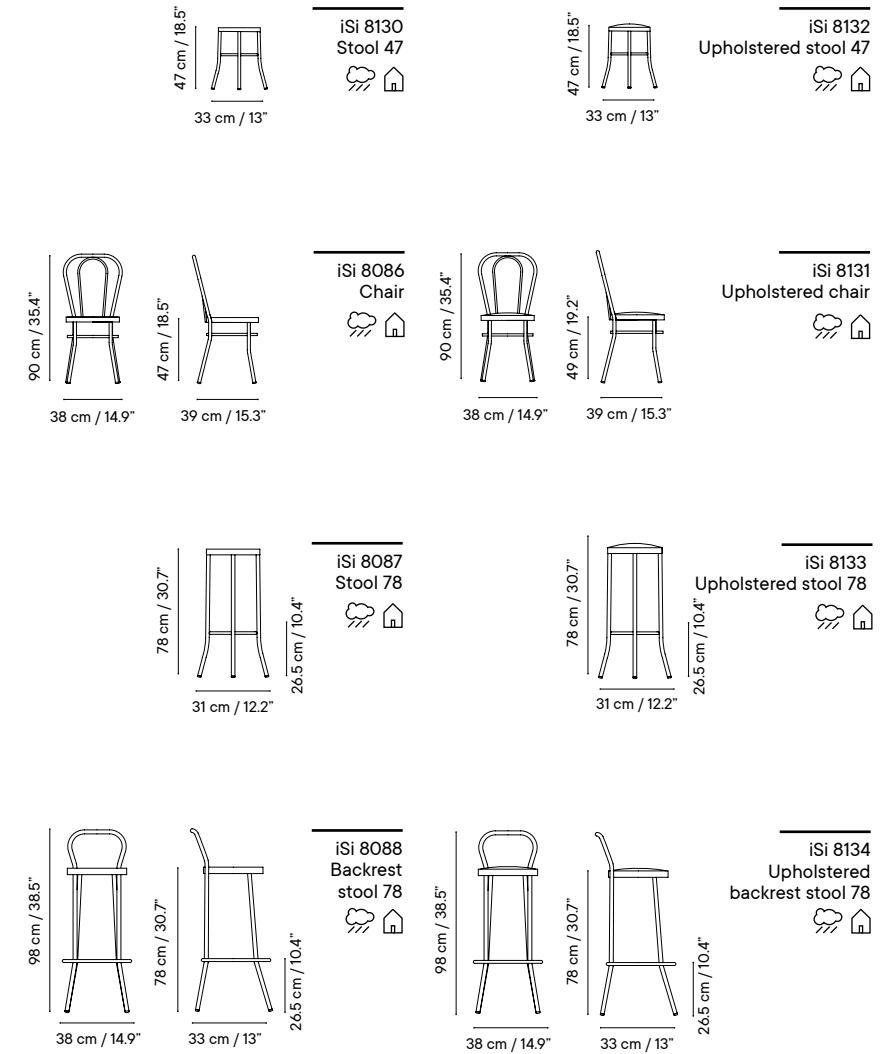 47 cm / 18.5”
33 cm / 13”
iSi 8130
Stool 47
47 cm / 18.5”
33 cm / 13”
iSi 8132
Upholstered stool 47
90 cm / 35.4”
38 cm / 14.9”
47 cm / 18.5”
39 cm / 15.3”
iSi 8086
Chair
90 cm / 35.4”
38 cm / 14.9”
49 cm / 19.2”
39 cm / 15.3”
iSi 8131
Upholstered chair
78 cm / 30.7”
31 cm / 12.2”
26.5 cm / 10.4”
iSi 8087
Stool 78
78 cm / 30.7”
31 cm / 12.2”
26.5 cm / 10.4”
iSi 8133
Upholstered stool 78
98 cm / 38.5”
38 cm / 14.9”
78 cm / 30.7”
33 cm / 13”
26.5 cm / 10.4”
iSi 8088
Backrest
stool 78
98 cm / 38.5”
38 cm / 14.9”
78 cm / 30.7”
33 cm / 13”
26.5 cm / 10.4”
iSi 8134
Upholstered
backrest stool 78